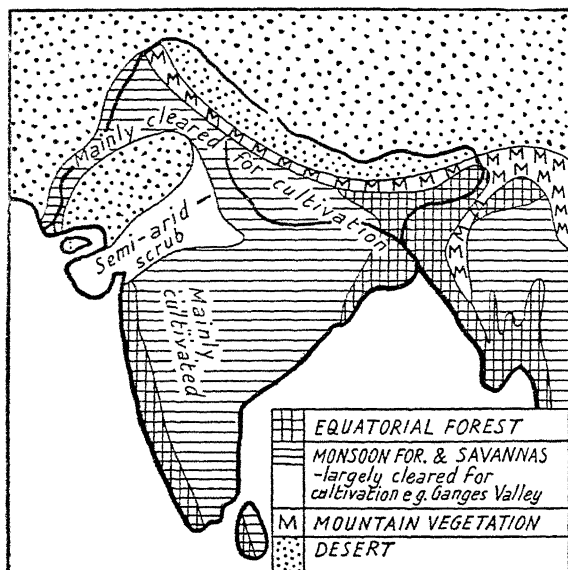 Mainly cleared for cultivation
Semi-arid
scrub
Mainly
cultivated
M M M M M M M M M M M M M M
M M M M M M M M M M
EQUATORIAL FOREST
MONSOON FOR. & SAVANNAS
-largely cleared for
cultivation e.g. Ganges Valley
M MOUNTAIN VEGETATION
DESERT